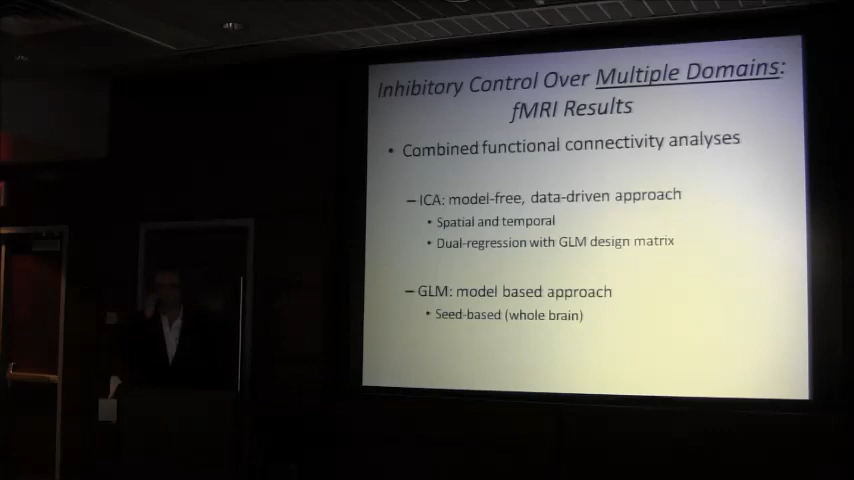 Inhibitory Control Over Multiple Domains:
fMRI Results
• Combined functional connectivity analyses
– ICA: model-free, data-driven approach
• Spatial and temporal
• Dual-regression with GLM design matrix
– GLM: model based approach
• Seed-based (whole brain)